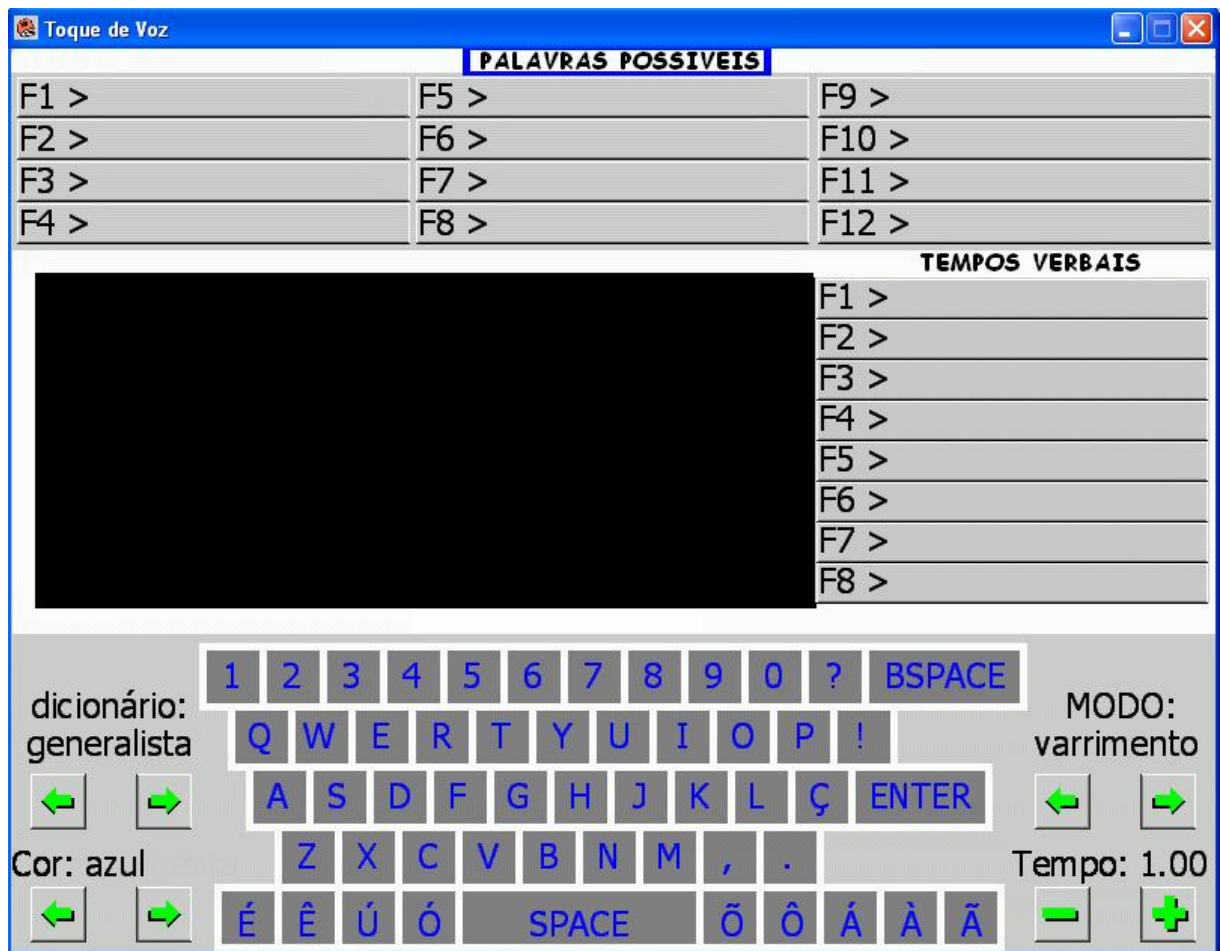 Toque de Voz
PALAVRAS POSSIVEIS
F1 > F5 > F9 >
F2 > F6 > F10 >
F3 > F7 > F11 >
F4 > F8 > F12 >
TEMPOS VERBAIS
F1 >
F2 >
F3 >
F4 >
F5 >
F6 >
F7 >
F8 >
1 2 3 4 5 6 7 8 9 0 ? BSPACE
Q W E R T Y U I O P !
A S D F G H J K L Ç ENTER
Z X C V B N M , .
É Ê Ú Ó SPACE Õ Ô Á À Ã
dicionário:
generalista
Cor: azul
MODO:
varrimento
Tempo: 1.00